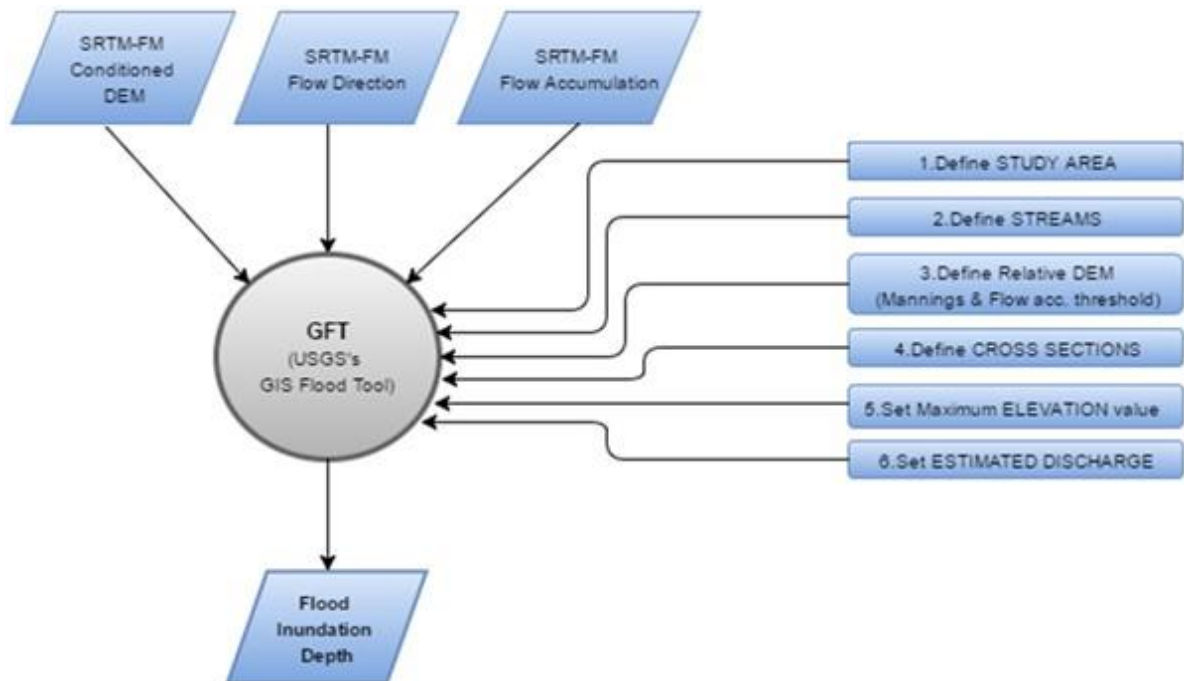 SRTM-FM
Conditioned
DEM
SRTM-FM
Flow Direction
SRTM-FM
Flow Accumulation
1.Define STUDY AREA
2.Define STREAMS
3.Define Relative DEM
(Mannings & Flow acc. threshold)
4.Define CROSS SECTIONS
5.Set Maximum ELEVATION value
6.Set ESTIMATED DISCHARGE
GFT
(USGS's
GIS Flood Tool)
Flood
Inundation
Depth